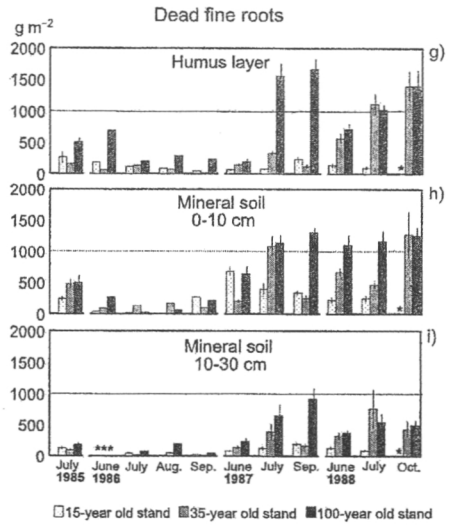 Dead fine roots
g m⁻²
2000
1500
1000
500
0
Humus layer
g)
2000
1500
1000
500
0
Mineral soil
0-10 cm
h)
*
2000
1500
1000
500
0
Mineral soil
10-30 cm
i)
***
*
July June July Aug. Sep. June July Sep. June July Oct.
1985 1986 1987 1988
15-year old stand 35-year old stand 100-year old stand